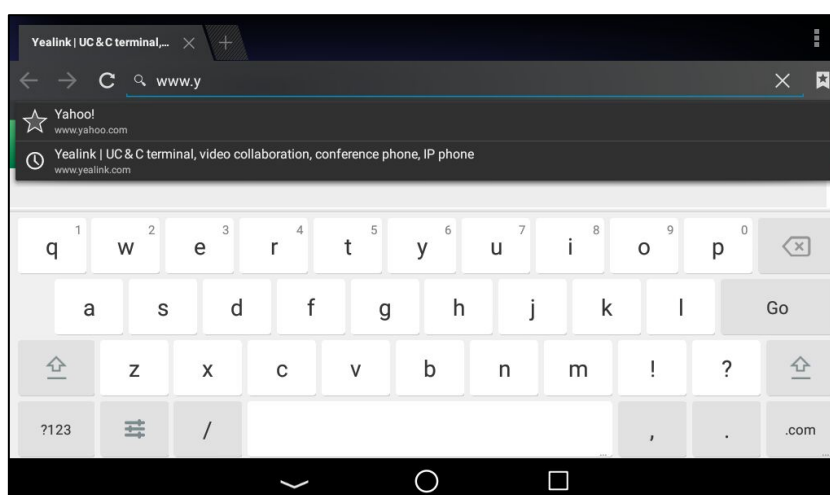 Yealink | UC & C terminal,...
www.y
Yahoo!
www.yahoo.com
Yealink | UC & C terminal, video collaboration, conference phone, IP phone
www.yealink.com
q 1 w 2 e 3 r 4 t 5 y 6 u 7 i 8 o 9 p 0
a s d f g h j k l Go
z x c v b n m ! ?
?123 / , . .com